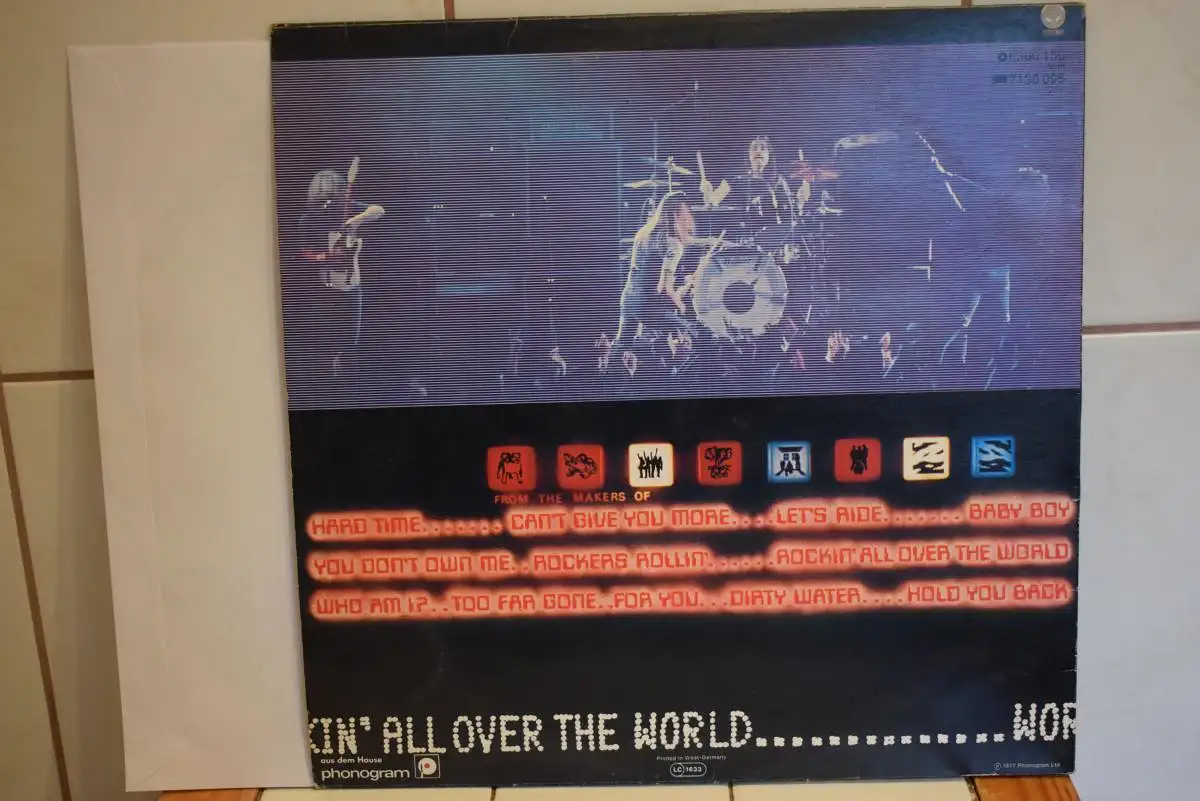 FROM THE MAKERS OF
HARD TIME....... CAN'T GIVE YOU MORE....LET'S RIDE.......BABY BOY
YOU DON'T OWN ME..ROCKERS ROLLIN'......ROCKIN' ALL OVER THE WORLD
WHO AM I?..TOO FAR GONE..FOR YOU...DIRTY WATER....HOLD YOU BACK
KIN' ALL OVER THE WORLD................WOR
aus dem Hause
phonogram
Printed in West-Germany
LC 1633
℗ 1977 Phonogram Ltd